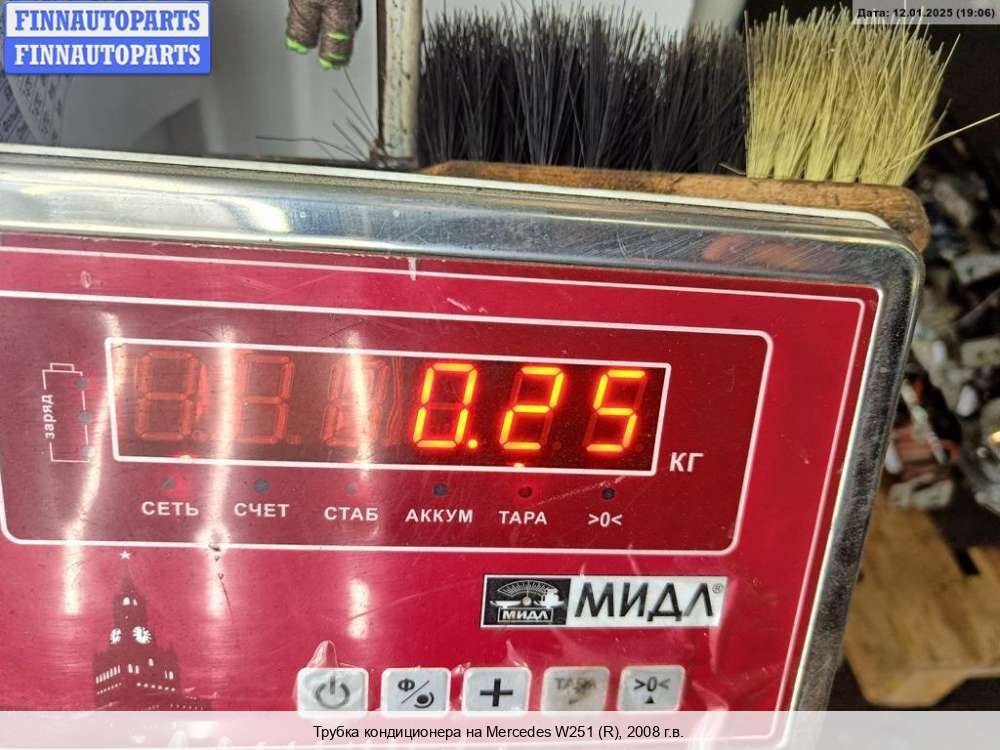 FINNAUTOPARTS
FINNAUTOPARTS
Дата: 12.01.2025 (19:06)
заряд
0.25
КГ
СЕТЬ СЧЕТ СТАБ АККУМ ТАРА >0<
МИДЛ МИДЛ®
Ф/ + ТАРА >0<
Трубка кондиционера на Mercedes W251 (R), 2008 г.в.